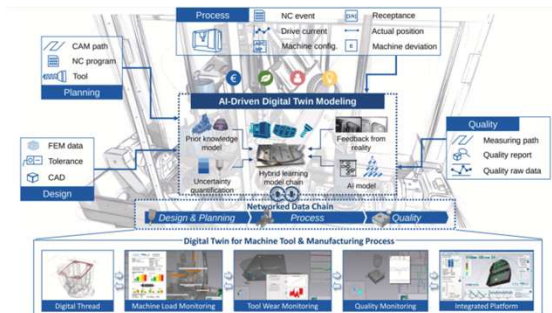 Process
NC event
Receptance
Drive current
Actual position
Machine config.
Machine deviation
CAM path
NC program
Tool
Planning
FEM data
Tolerance
CAD
Design
AI-Driven Digital Twin Modeling
Prior knowledge
model
Feedback from
reality
Uncertainty
quantification
Hybrid learning
model chain
AI model
Quality
Measuring path
Quality report
Quality raw data
Networked Data Chain
Design & Planning
Process
Quality
Digital Twin for Machine Tool & Manufacturing Process
Digital Thread
Machine Load Monitoring
Tool Wear Monitoring
Quality Monitoring
Integrated Platform